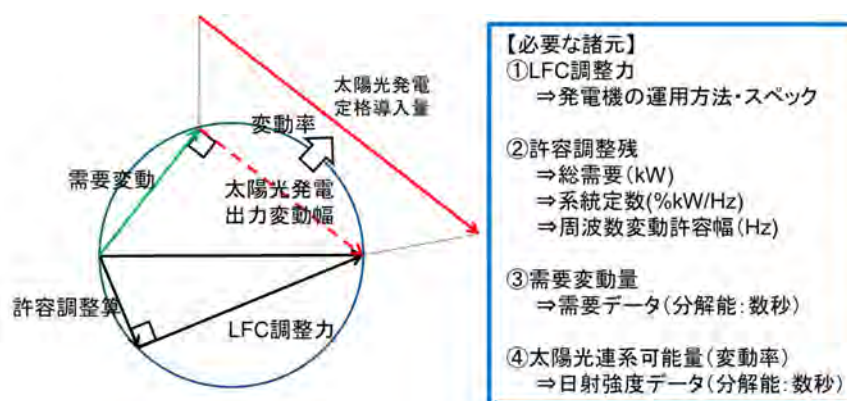 太陽光発電
定格導入量
変動率
需要変動
太陽光発電
出力変動幅
許容調整算
LFC調整力
【必要な諸元】
①LFC調整力
⇒発電機の運用方法・スペック
②許容調整残
⇒総需要(kW)
⇒系統定数(%kW/Hz)
⇒周波数変動許容幅(Hz)
③需要変動量
⇒需要データ(分解能:数秒)
④太陽光連系可能量(変動率)
⇒日射強度データ(分解能:数秒)